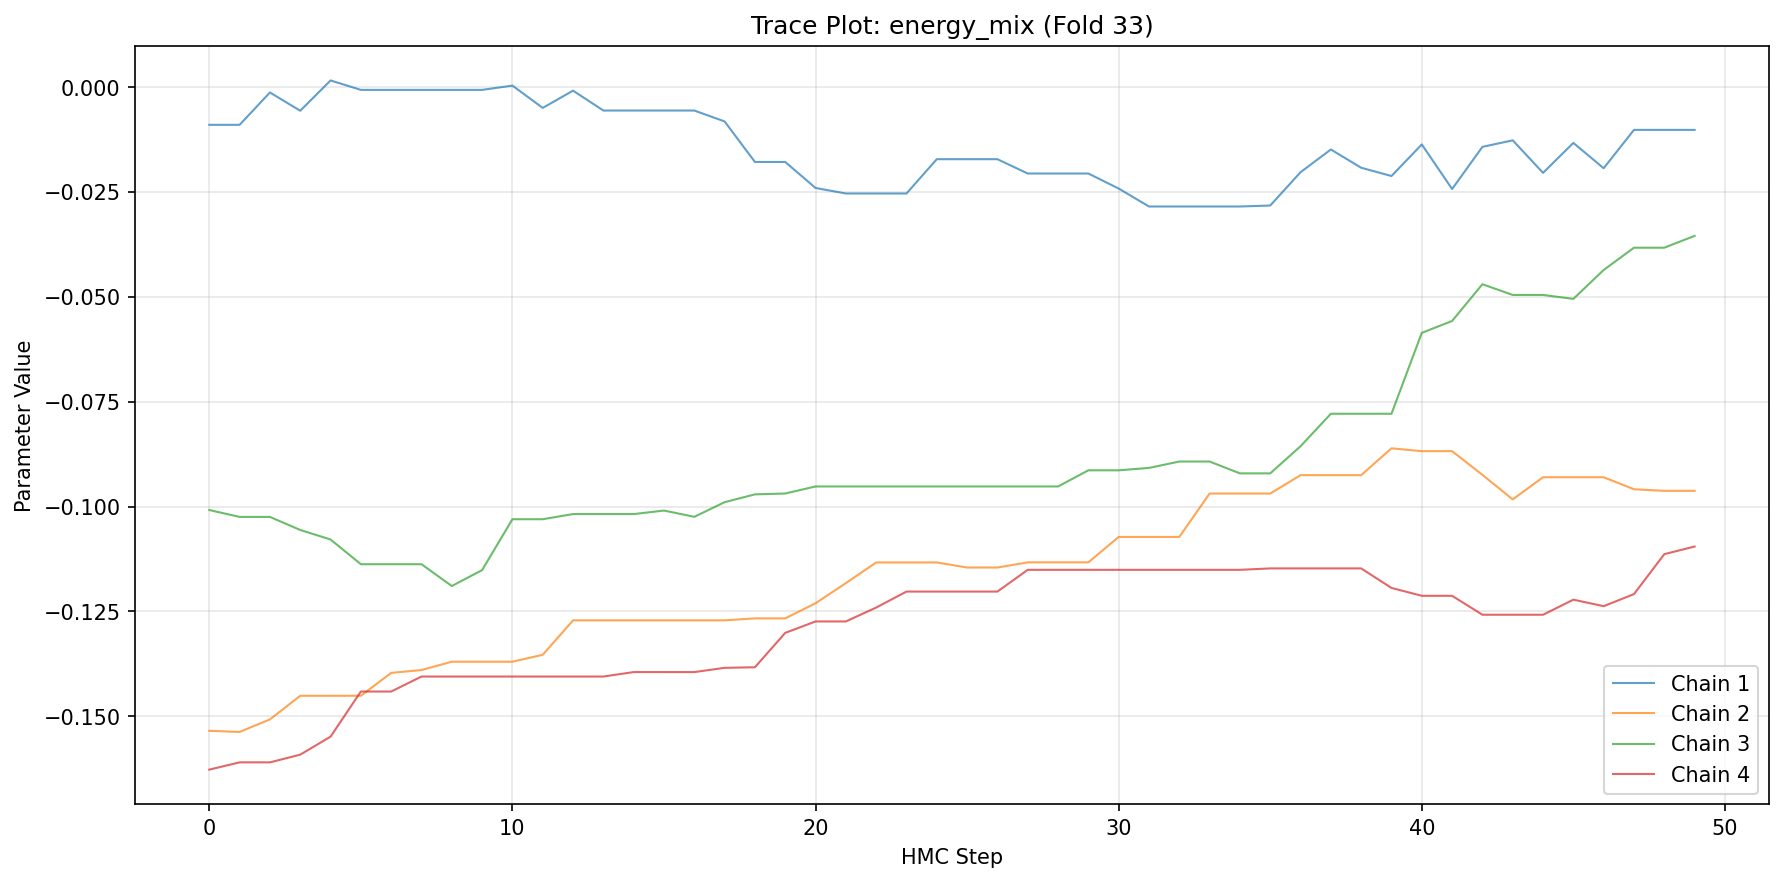 Trace Plot: energy_mix (Fold 33)
Parameter Value
0.000
−0.025
−0.050
−0.075
−0.100
−0.125
−0.150
Chain 1
Chain 2
Chain 3
Chain 4
0 10 20 30 40 50
HMC Step